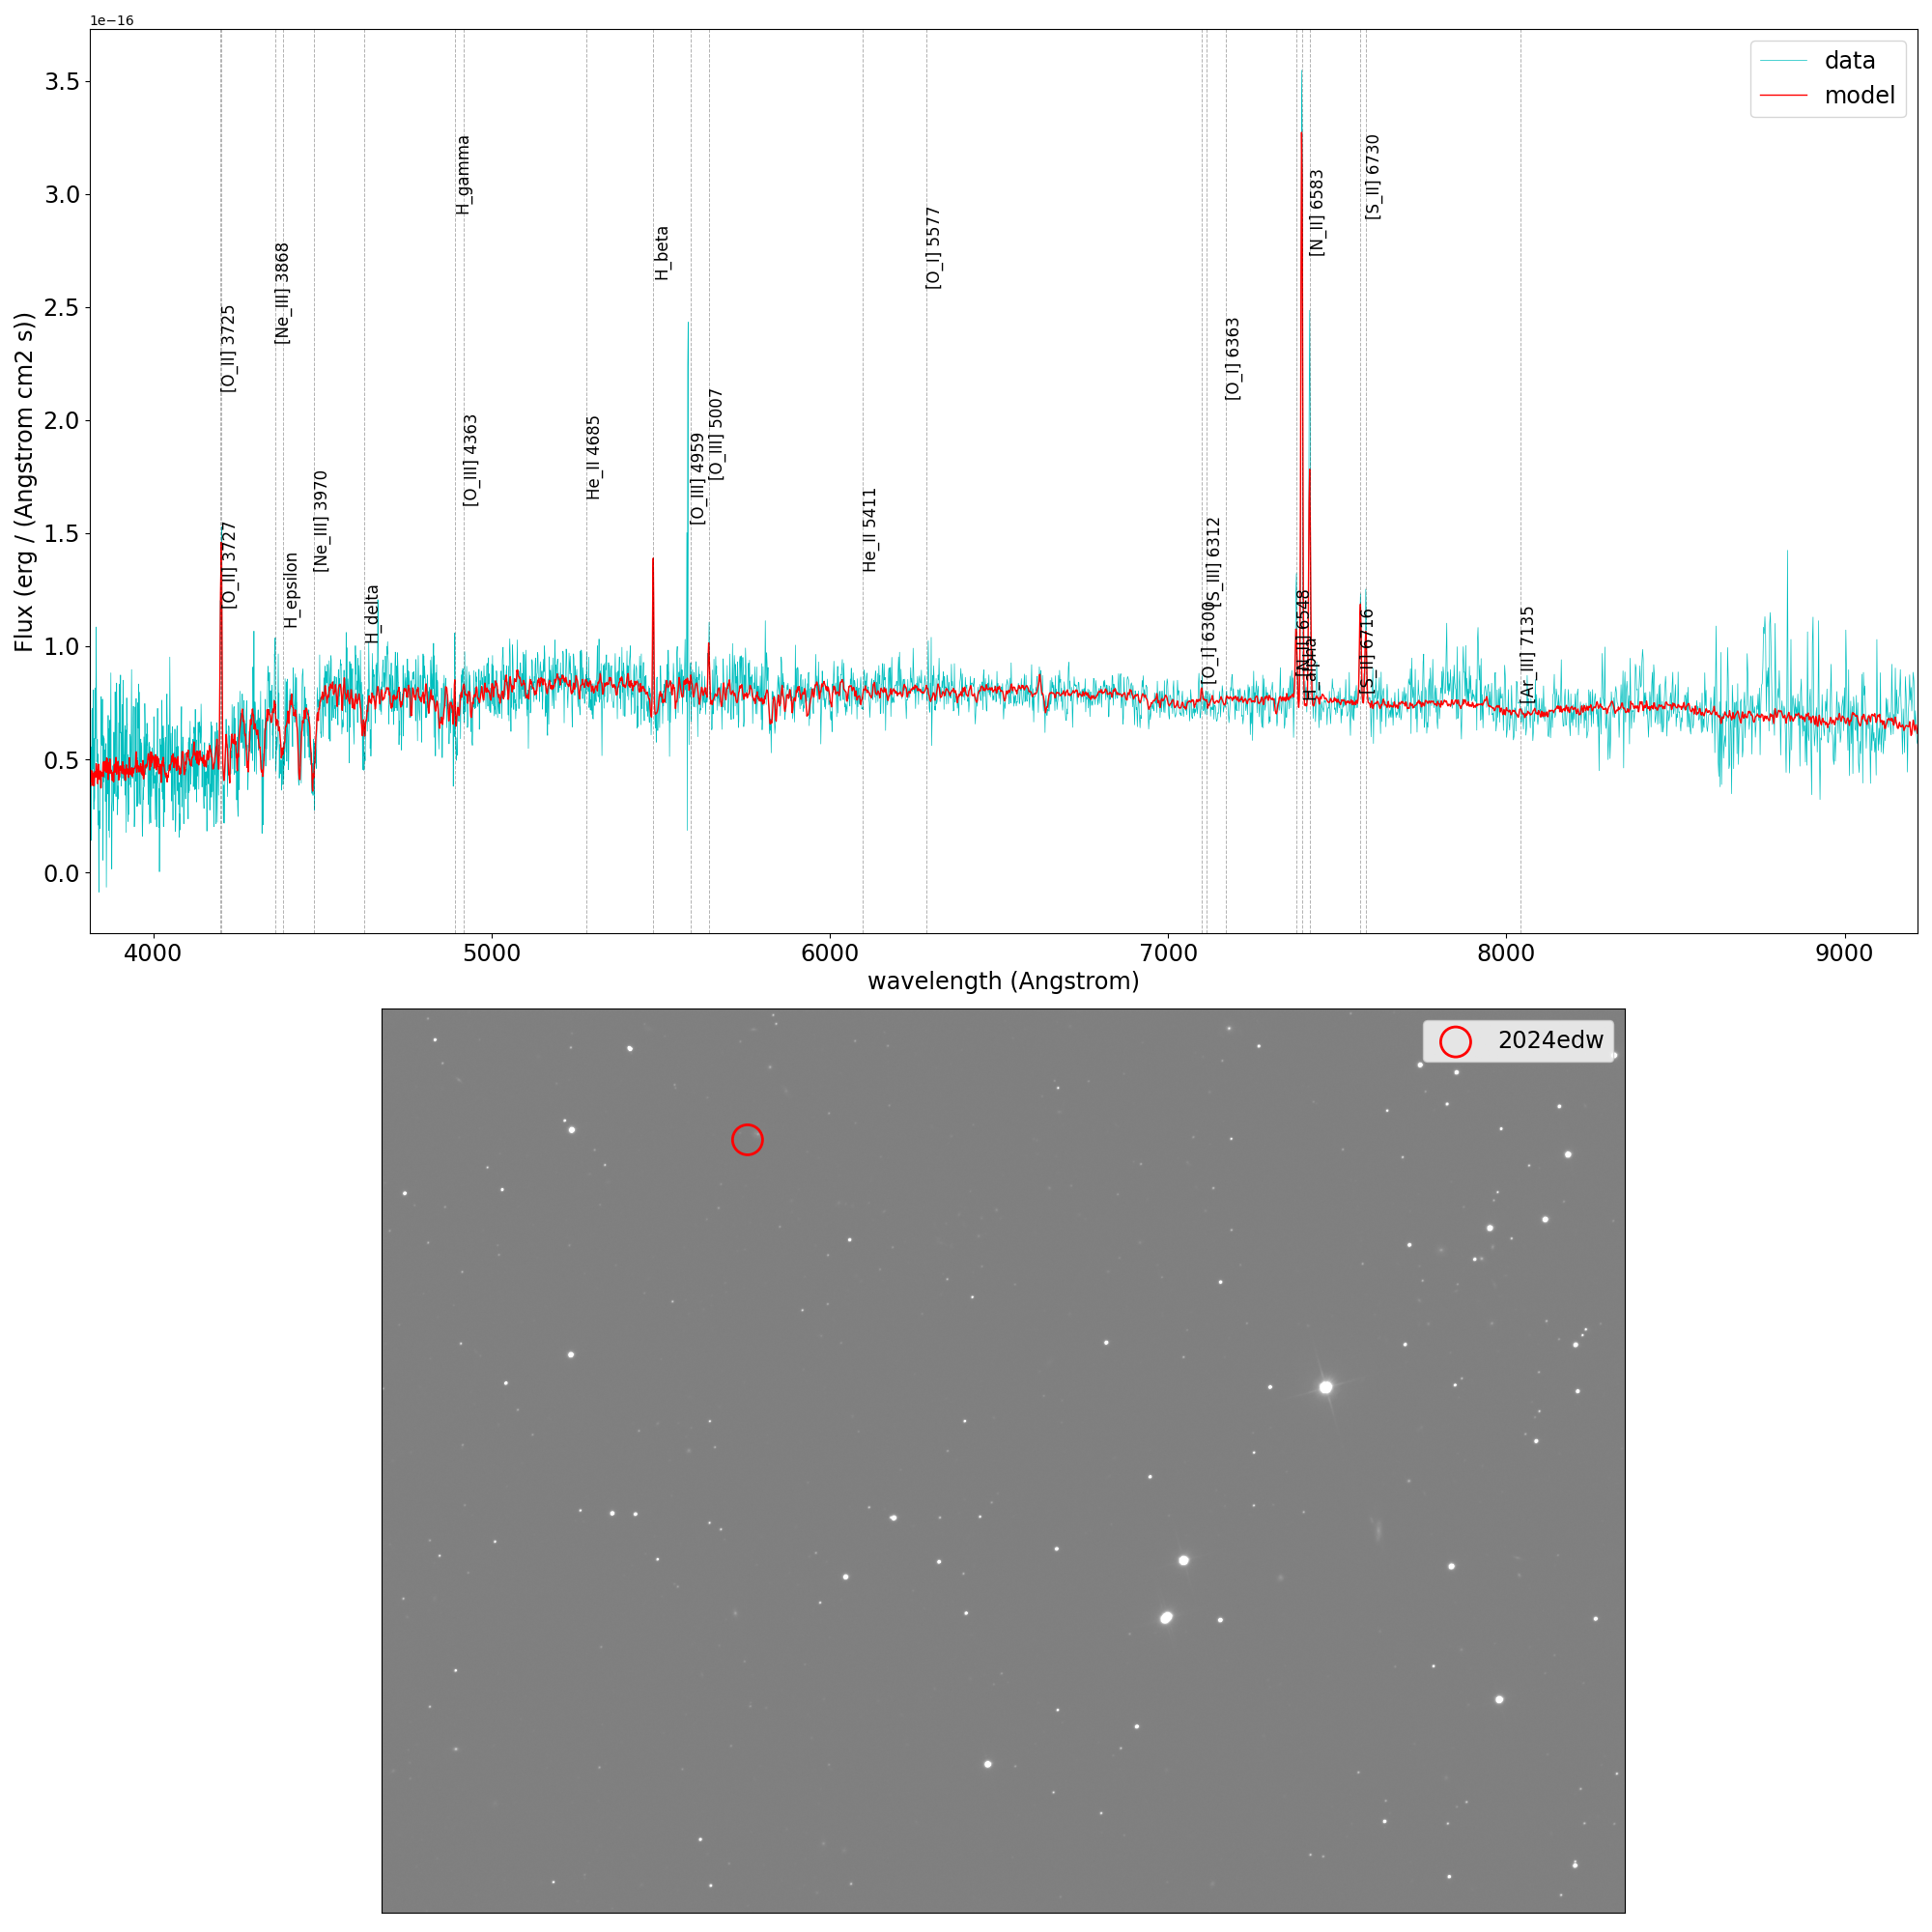 1e−16
data
model
3.5
3.0
2.5
2.0
1.5
1.0
0.5
0.0
Flux (erg / (Angstrom cm2 s))
[O_II] 3725
[O_II] 3727
[Ne_III] 3868
H_epsilon
[Ne_III] 3970
H_delta
H_gamma
[O_III] 4363
He_II 4685
H_beta
[O_III] 4959
[O_III] 5007
He_II 5411
[O_I] 5577
[O_I] 6300
[S_III] 6312
[O_I] 6363
[N_II] 6548
H_alpha
[N_II] 6583
[S_II] 6716
[S_II] 6730
[Ar_III] 7135
4000
5000
6000
7000
8000
9000
wavelength (Angstrom)
2024edw